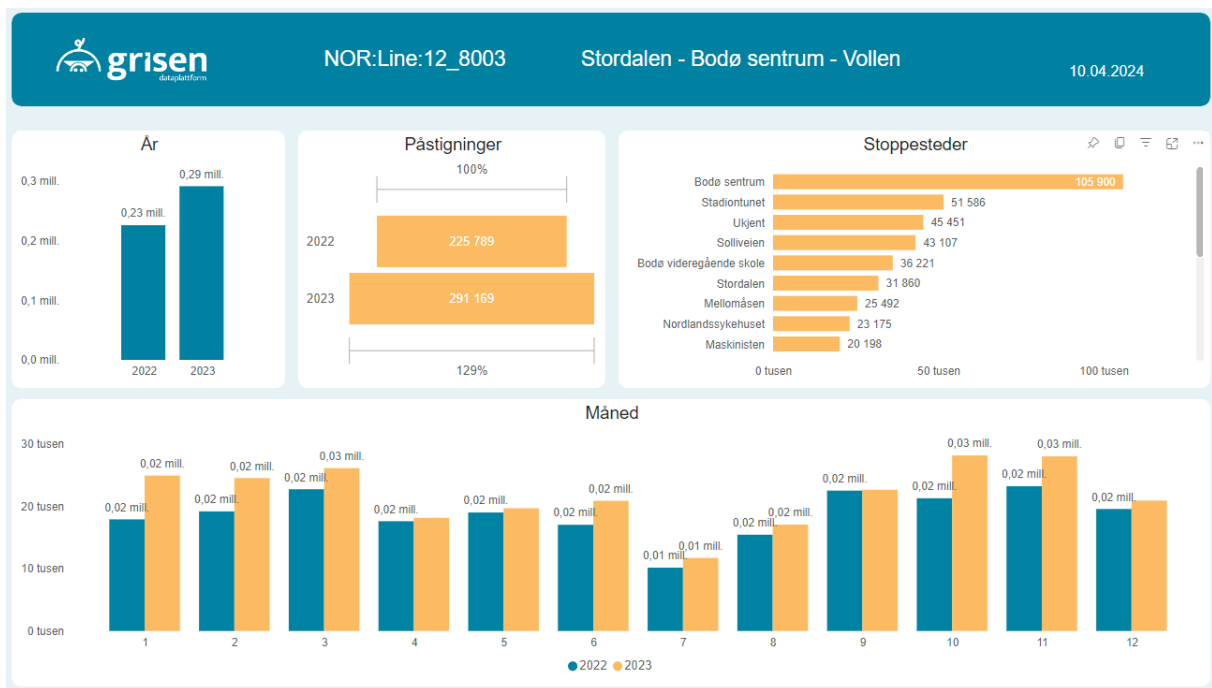 grisen
dataplattform
NOR:Line:12_8003
Stordalen - Bodø sentrum - Vollen
10.04.2024
År
0,3 mill.
0,2 mill.
0,1 mill.
0,0 mill.
0,23 mill.
0,29 mill.
2022
2023
Påstigninger
100%
2022
225 789
2023
291 169
129%
Stoppesteder
Bodø sentrum 105 900
Stadiontunet 51 586
Ukjent 45 451
Solliveien 43 107
Bodø videregående skole 36 221
Stordalen 31 860
Mellomåsen 25 492
Nordlandssykehuset 23 175
Maskinisten 20 198
0 tusen 50 tusen 100 tusen
Måned
30 tusen
20 tusen
10 tusen
0 tusen
0,02 mill. 0,02 mill.
0,02 mill. 0,02 mill.
0,02 mill. 0,03 mill.
0,02 mill.
0,02 mill.
0,02 mill. 0,02 mill.
0,01 mill. 0,01 mill.
0,02 mill. 0,02 mill.
0,02 mill.
0,02 mill. 0,03 mill.
0,02 mill. 0,03 mill.
0,02 mill.
1 2 3 4 5 6 7 8 9 10 11 12
2022 2023